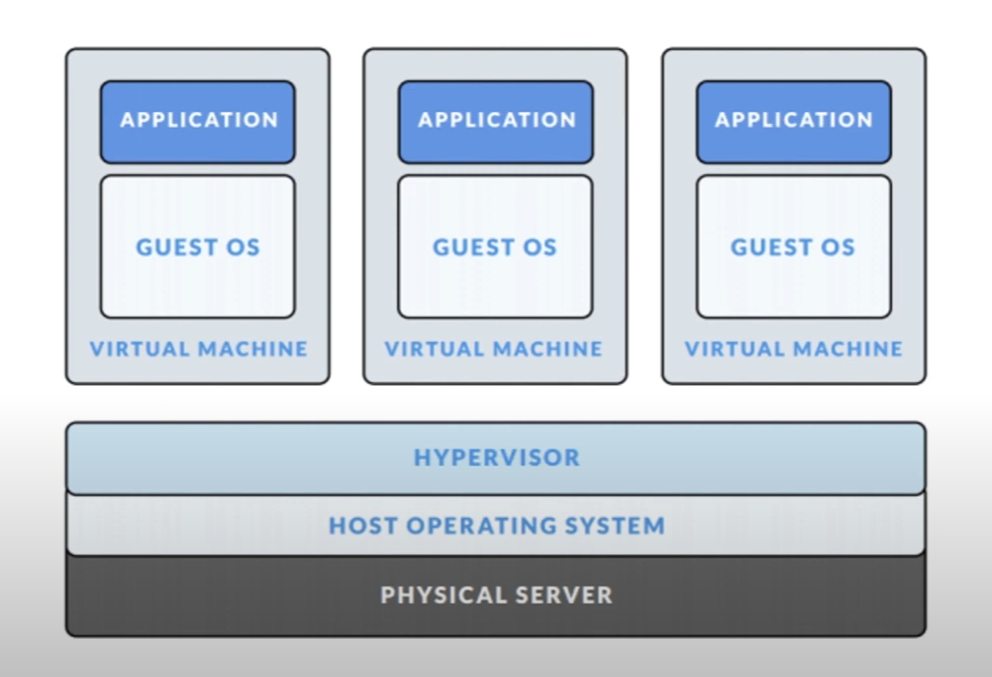 APPLICATION
APPLICATION
APPLICATION
GUEST OS
GUEST OS
GUEST OS
VIRTUAL MACHINE
VIRTUAL MACHINE
VIRTUAL MACHINE
HYPERVISOR
HOST OPERATING SYSTEM
PHYSICAL SERVER